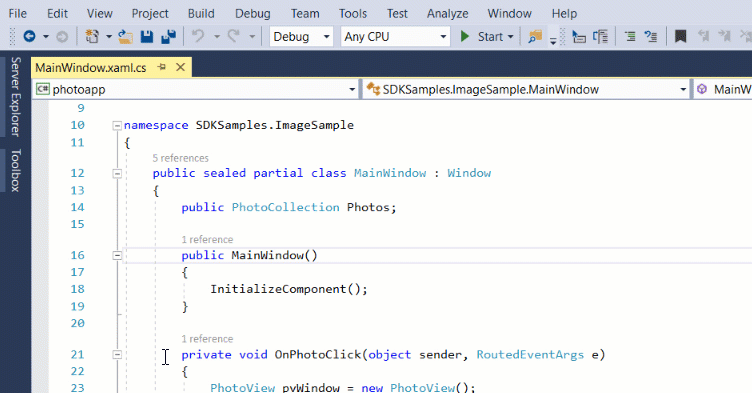 File Edit View Project Build Debug Team Tools Test Analyze Window Help
Debug Any CPU Start
MainWindow.xaml.cs
C# photoapp SDKSamples.ImageSample.MainWindow MainW
Server Explorer
Toolbox
9
10 namespace SDKSamples.ImageSample
11 {
5 references
12 public sealed partial class MainWindow : Window
13 {
14 public PhotoCollection Photos;
15
1 reference
16 public MainWindow()
17 {
18 InitializeComponent();
19 }
20
1 reference
21 private void OnPhotoClick(object sender, RoutedEventArgs e)
22 {
23 PhotoView pvWindow = new PhotoView();